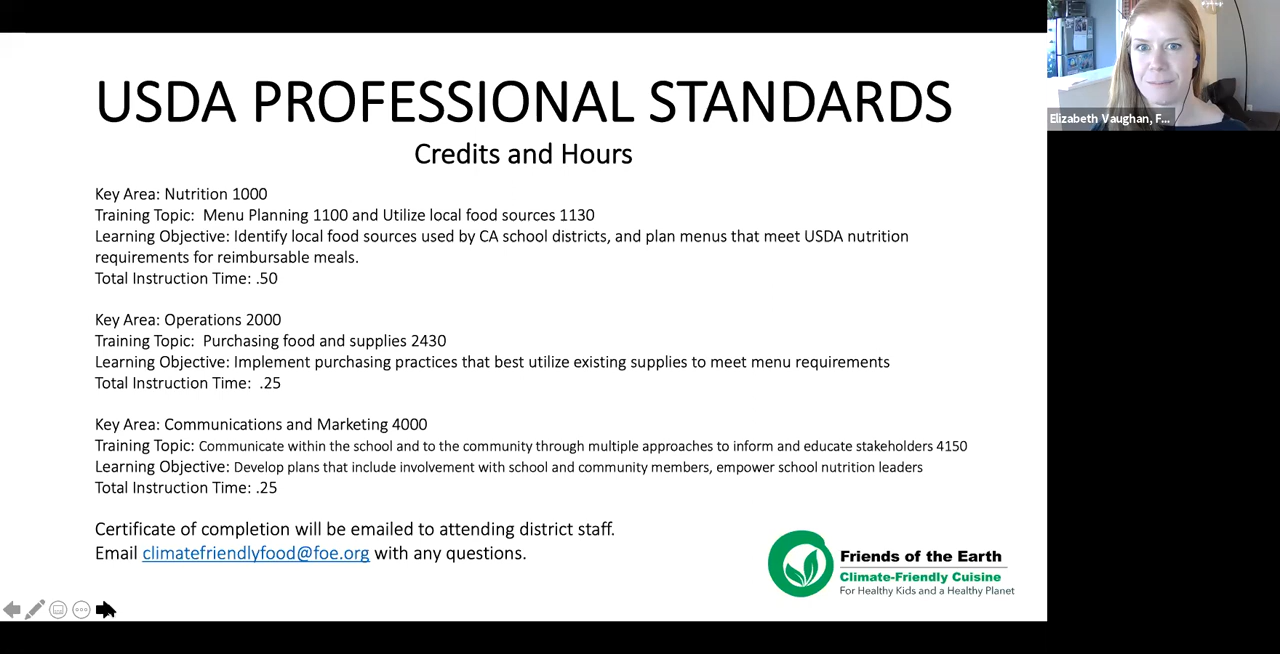 USDA PROFESSIONAL STANDARDS
Credits and Hours
Key Area: Nutrition 1000
Training Topic:  Menu Planning 1100 and Utilize local food sources 1130
Learning Objective: Identify local food sources used by CA school districts, and plan menus that meet USDA nutrition
requirements for reimbursable meals.
Total Instruction Time: .50
Key Area: Operations 2000
Training Topic:  Purchasing food and supplies 2430
Learning Objective: Implement purchasing practices that best utilize existing supplies to meet menu requirements
Total Instruction Time:  .25
Key Area: Communications and Marketing 4000
Training Topic: Communicate within the school and to the community through multiple approaches to inform and educate stakeholders 4150
Learning Objective: Develop plans that include involvement with school and community members, empower school nutrition leaders
Total Instruction Time: .25
Certificate of completion will be emailed to attending district staff.
Email climatefriendlyfood@foe.org with any questions.
Friends of the Earth
Climate-Friendly Cuisine
For Healthy Kids and a Healthy Planet
Elizabeth Vaughan, F...